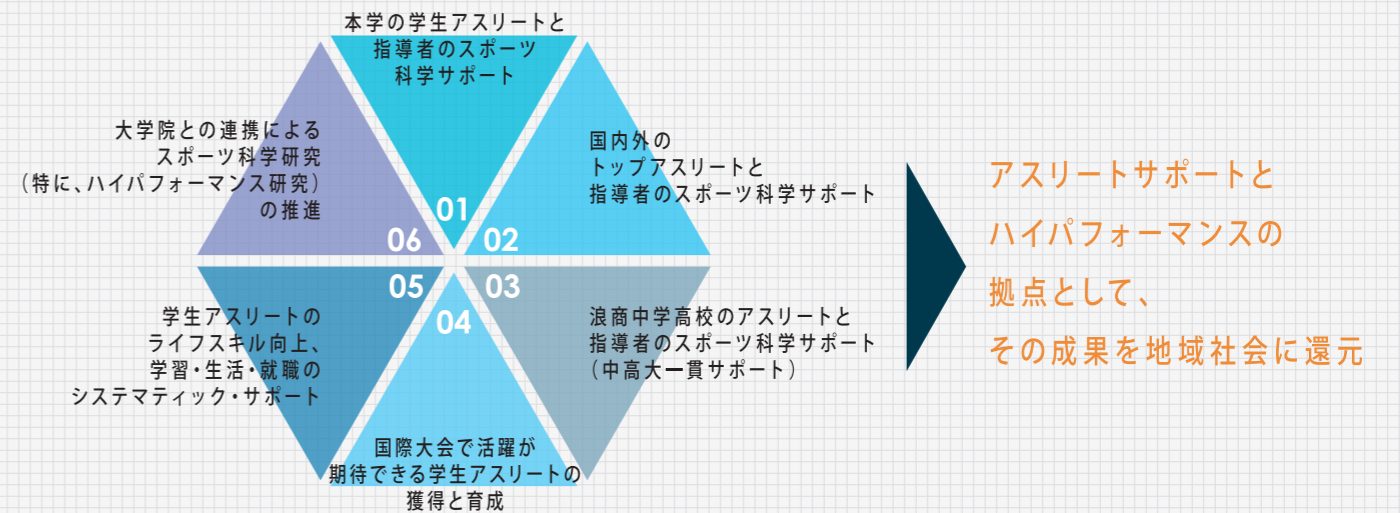 本学の学生アスリートと
指導者のスポーツ
科学サポート
01
国内外の
トップアスリートと
指導者のスポーツ科学サポート
02
浪商中学高校のアスリートと
指導者のスポーツ科学サポート
（中高大一貫サポート）
03
国際大会で活躍が
期待できる学生アスリートの
獲得と育成
04
学生アスリートの
ライフスキル向上、
学習・生活・就職の
システマティック・サポート
05
大学院との連携による
スポーツ科学研究
（特に、ハイパフォーマンス研究）
の推進
06
アスリートサポートと
ハイパフォーマンスの
拠点として、
その成果を地域社会に還元